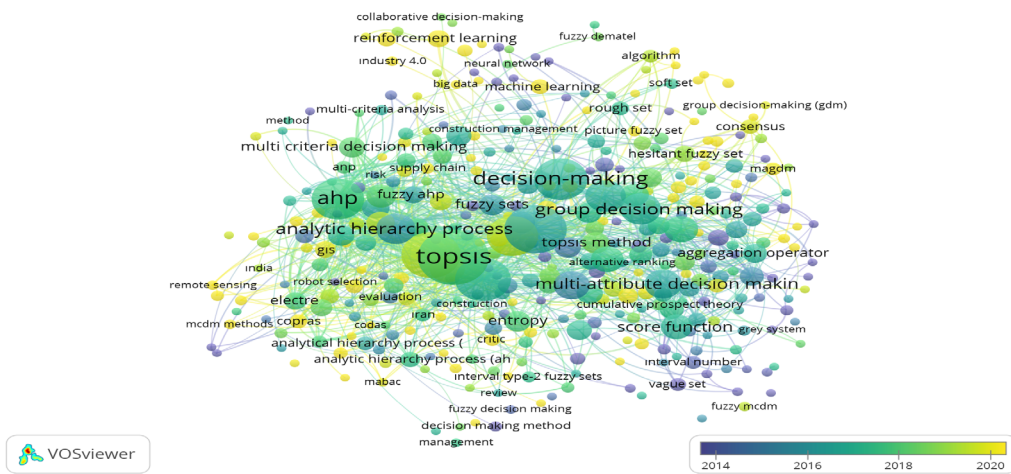 collaborative decision-making
reinforcement learning
fuzzy dematel
algorithm
industry 4.0
neural network
big data
machine learning
soft set
multi-criteria analysis
rough set
group decision-making (gdm)
method
construction management
picture fuzzy set
consensus
multi criteria decision making
hesitant fuzzy set
anp
supply chain
magdm
risk
decision-making
ahp
fuzzy ahp
fuzzy sets
group decision making
analytic hierarchy process
topsis method
gis
topsis
aggregation operator
india
alternative ranking
remote sensing
robot selection
multi-attribute decision makin
electre
evaluation
construction
cumulative prospect theory
mcdm methods
copras
codas
iran
entropy
score function
grey system
analytical hierarchy process (
critic
analytic hierarchy process (ah
interval number
mabac
interval type-2 fuzzy sets
vague set
review
fuzzy decision making
fuzzy mcdm
decision making method
management
VOSviewer
2014 2016 2018 2020